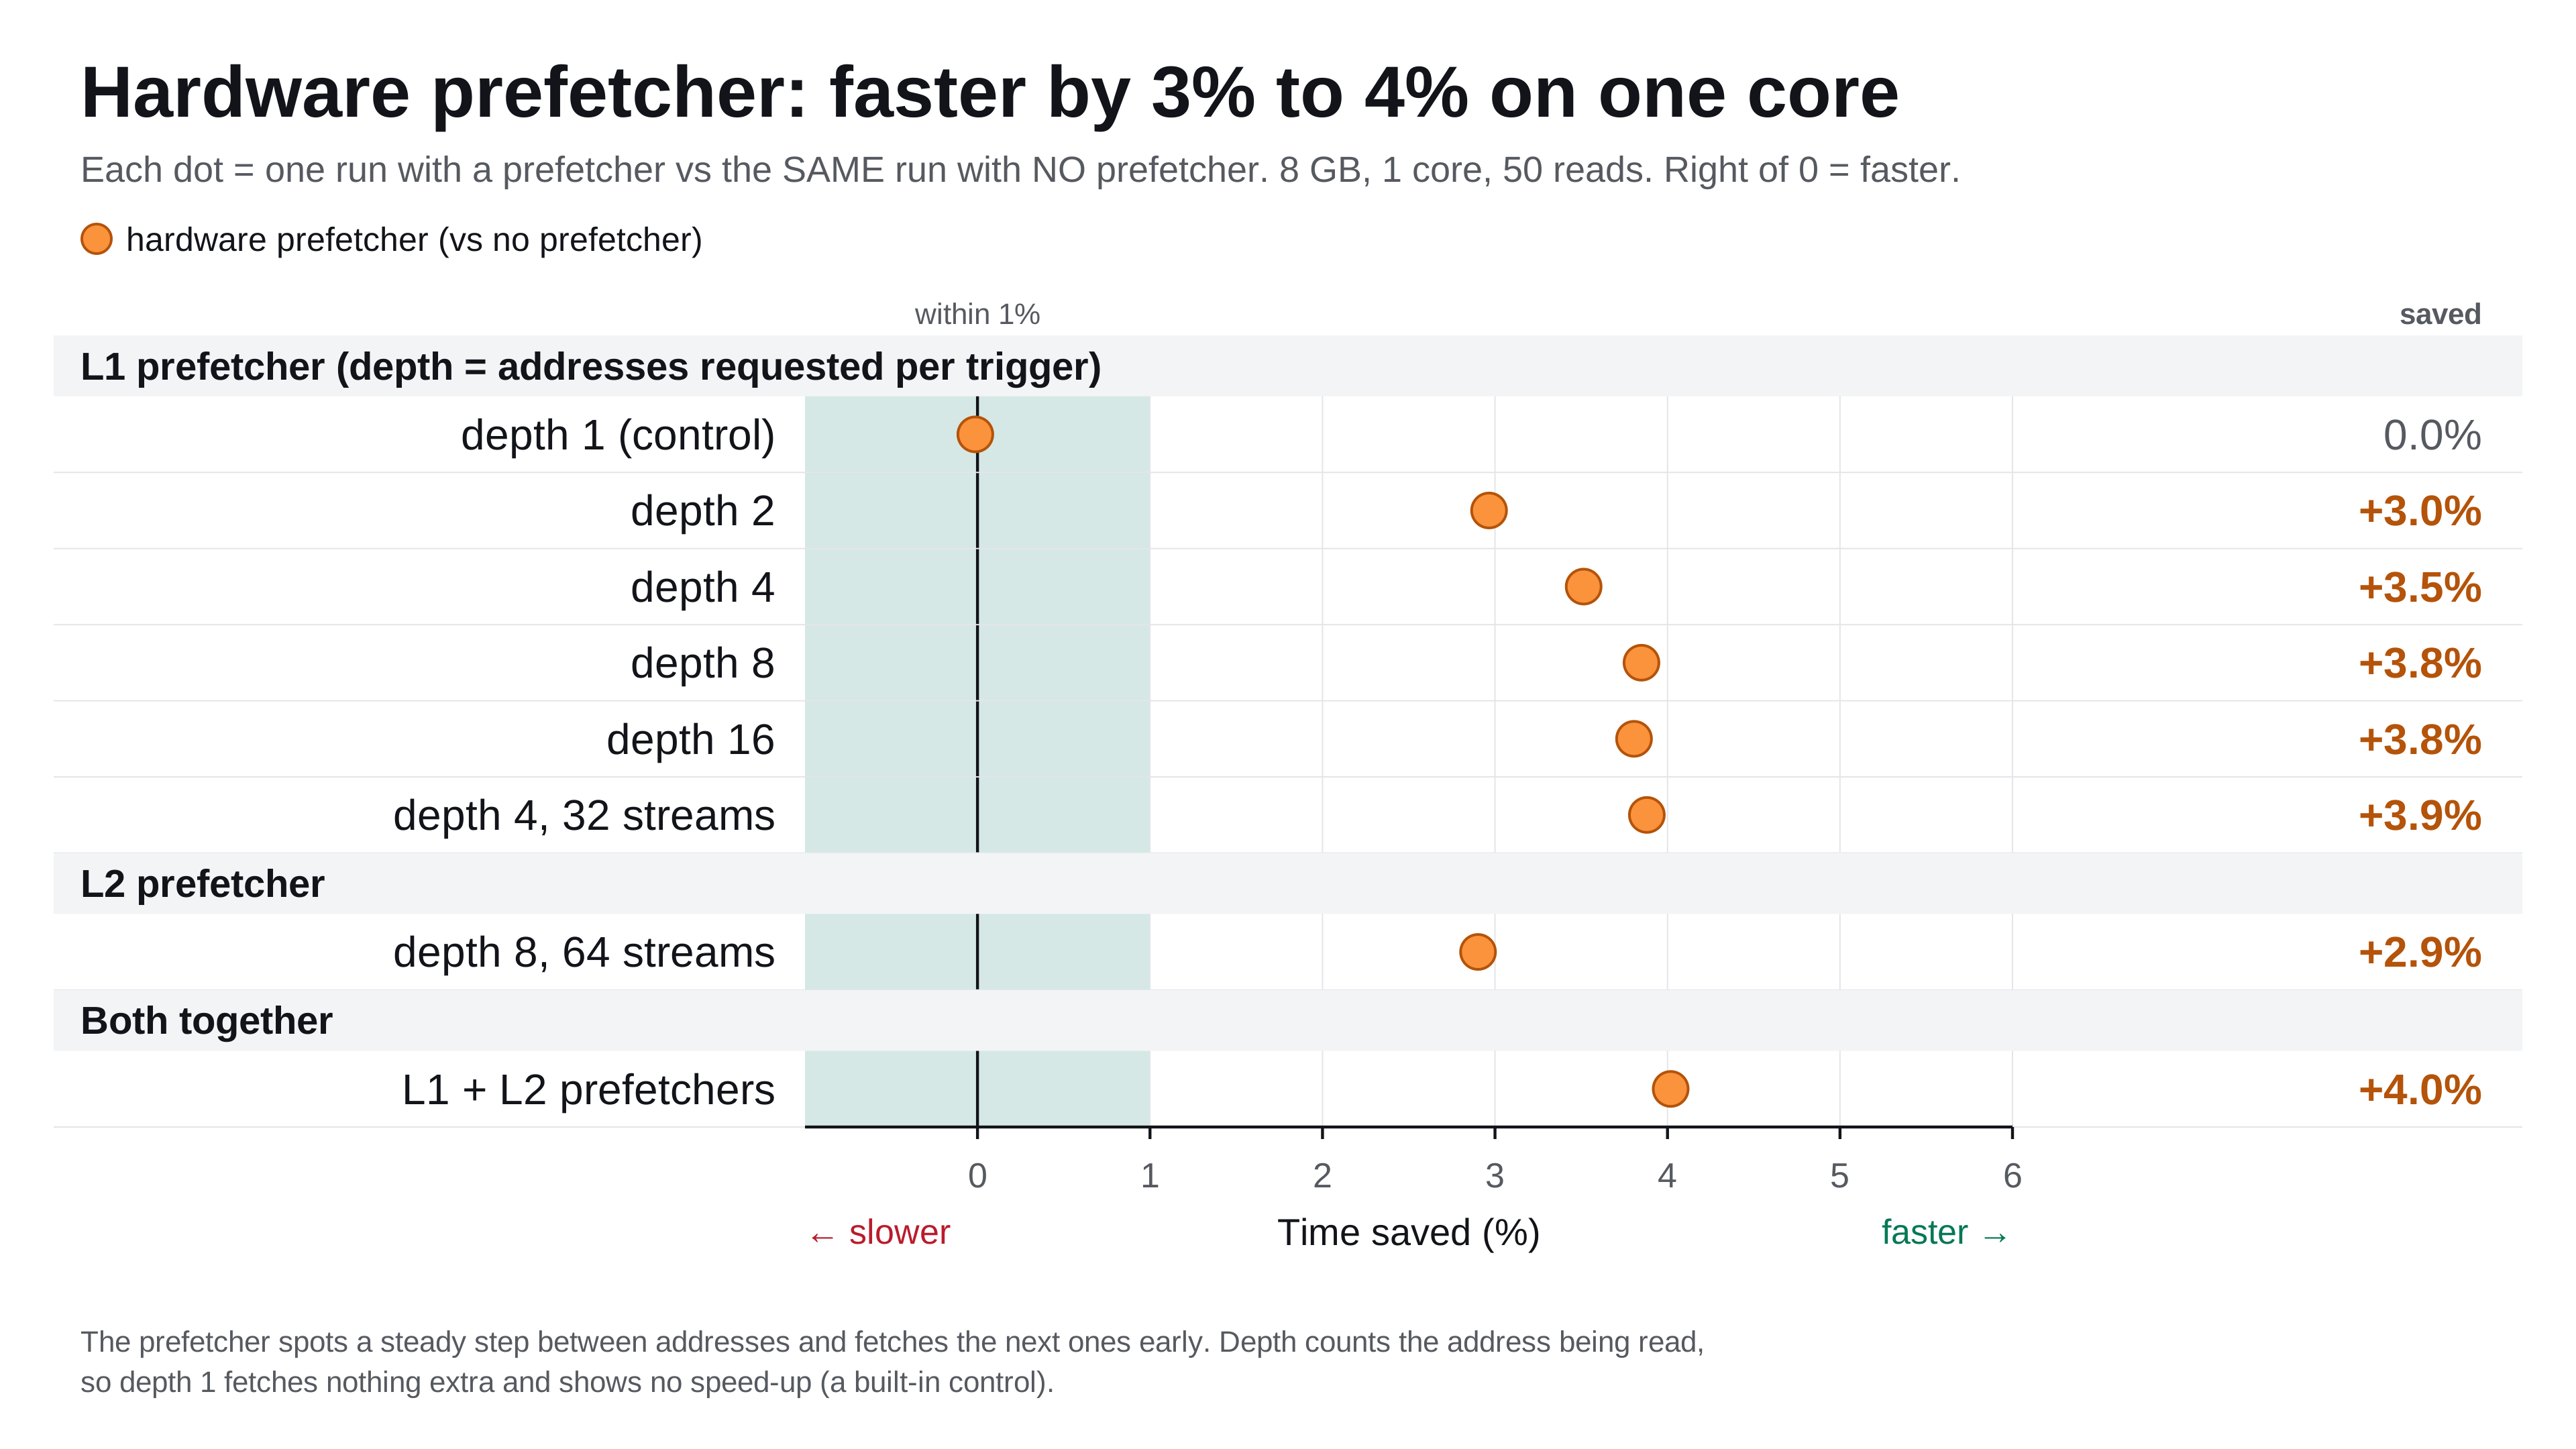 Hardware prefetcher: faster by 3% to 4% on one core
Each dot = one run with a prefetcher vs the SAME run with NO prefetcher. 8 GB, 1 core, 50 reads. Right of 0 = faster.
hardware prefetcher (vs no prefetcher)
within 1% saved
L1 prefetcher (depth = addresses requested per trigger)
depth 1 (control) 0.0%
depth 2 +3.0%
depth 4 +3.5%
depth 8 +3.8%
depth 16 +3.8%
depth 4, 32 streams +3.9%
L2 prefetcher
depth 8, 64 streams +2.9%
Both together
L1 + L2 prefetchers +4.0%
0 1 2 3 4 5 6
← slower Time saved (%) faster →
The prefetcher spots a steady step between addresses and fetches the next ones early. Depth counts the address being read,
so depth 1 fetches nothing extra and shows no speed-up (a built-in control).